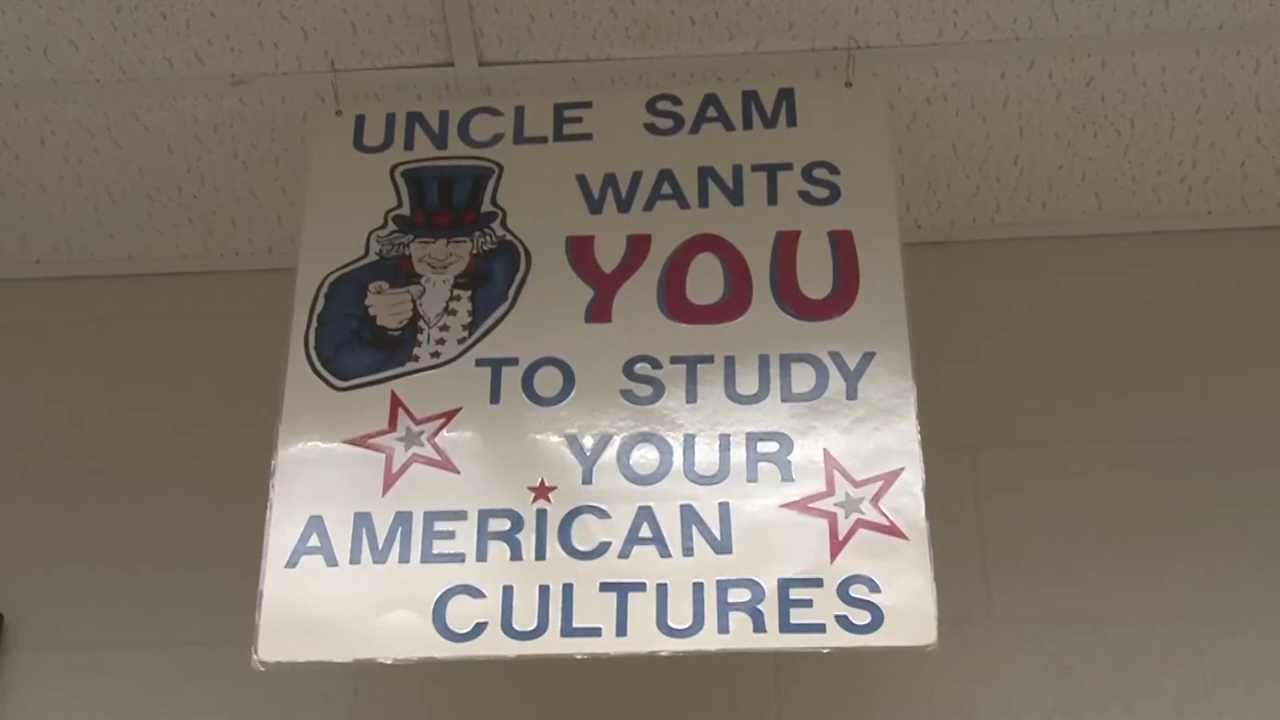 UNCLE SAM
WANTS
YOU
TO STUDY
YOUR
AMERiCAN
CULTURES